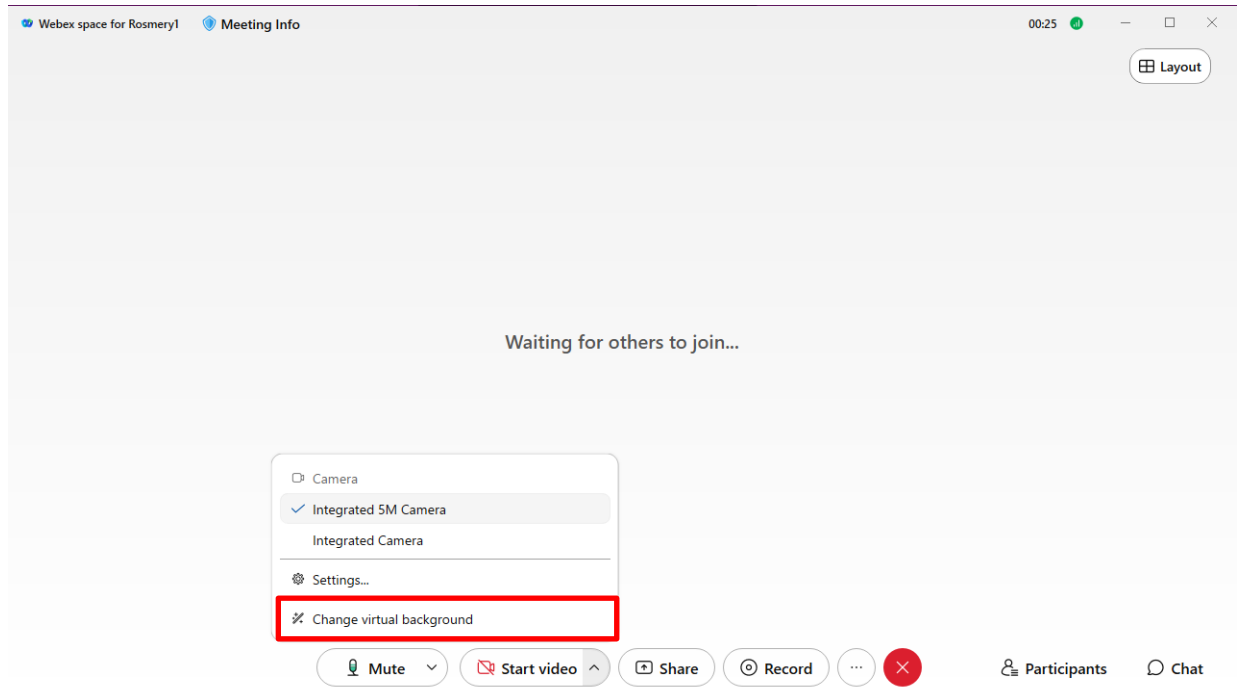 Webex space for Rosmery1 Meeting Info 00:25
Layout
Waiting for others to join...
Camera
Integrated 5M Camera
Integrated Camera
Settings...
Change virtual background
Mute Start video Share Record Participants Chat